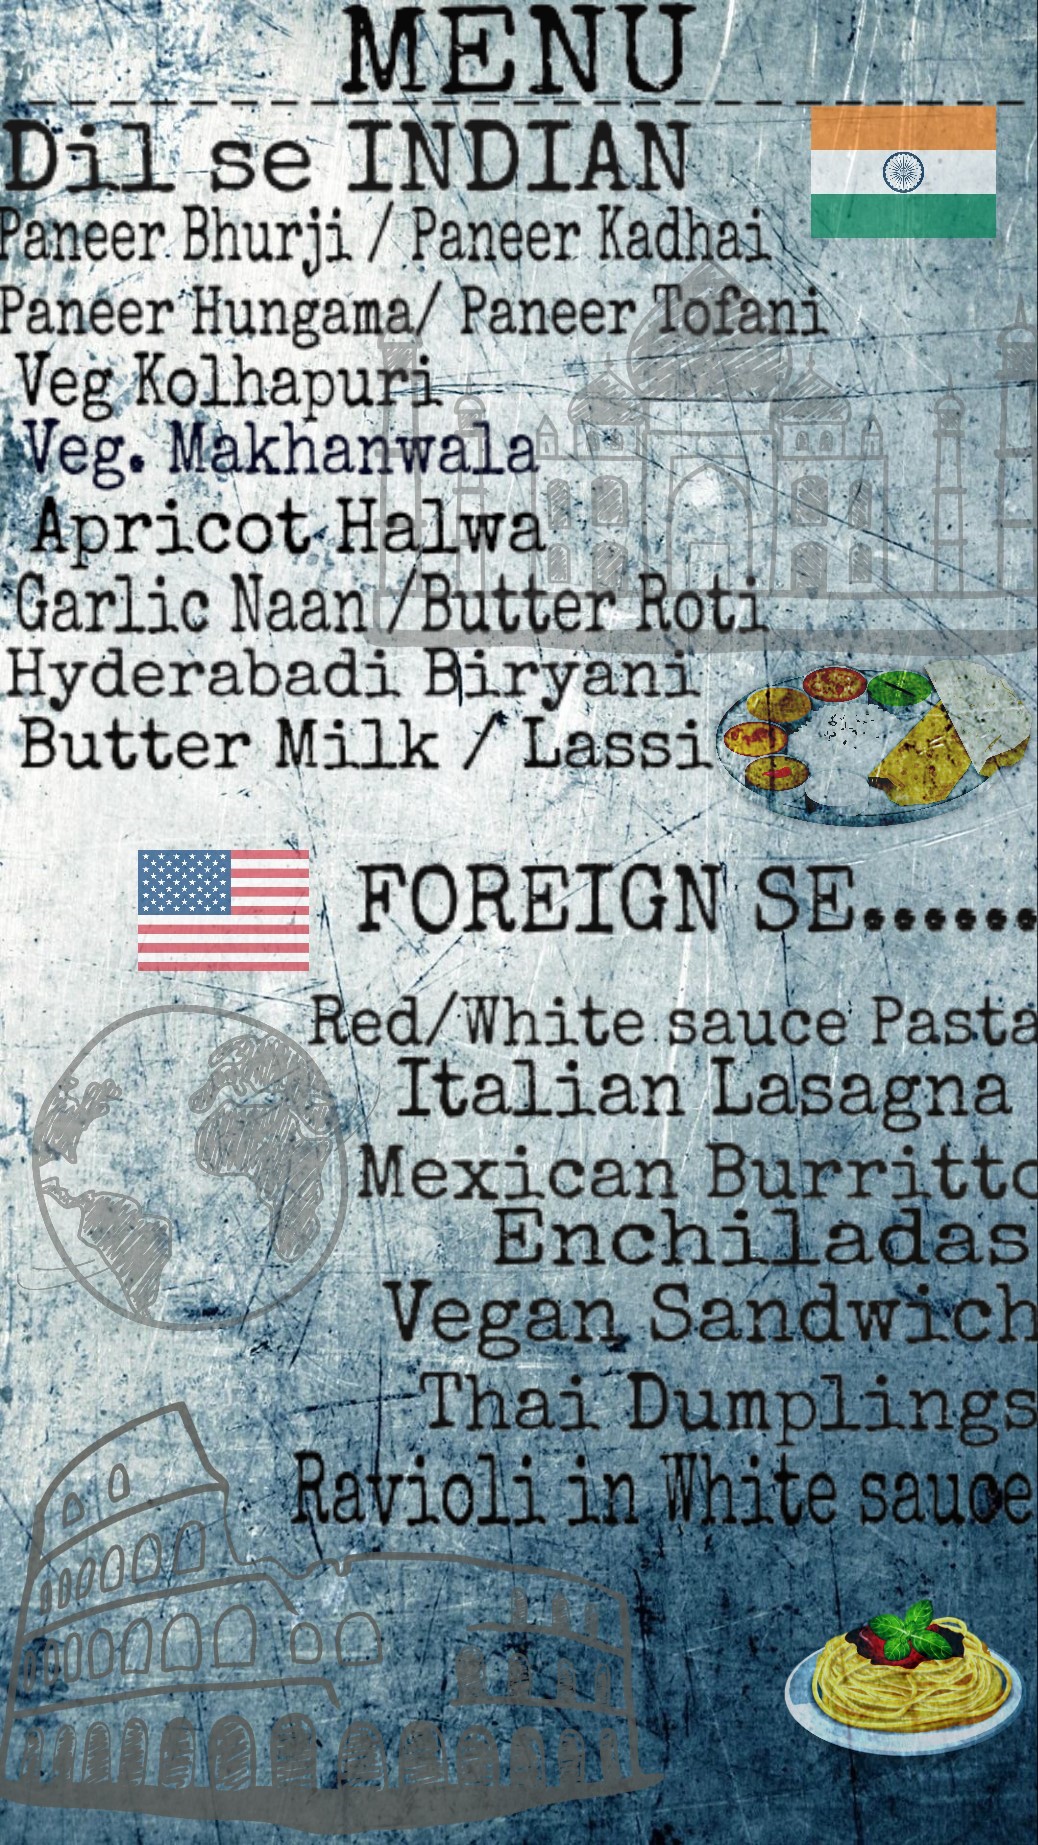 MENU
Dil se INDIAN
Paneer Bhurji / Paneer Kadhai
Paneer Hungama/ Paneer Tofani
Veg Kolhapuri
Veg. Makhanwala
Apricot Halwa
Garlic Naan /Butter Roti
Hyderabadi Biryani
Butter Milk / Lassi
FOREIGN SE......
Red/White sauce Pasta
Italian Lasagna
Mexican Burritto
Enchiladas
Vegan Sandwich
Thai Dumplings
Ravioli in White sauce